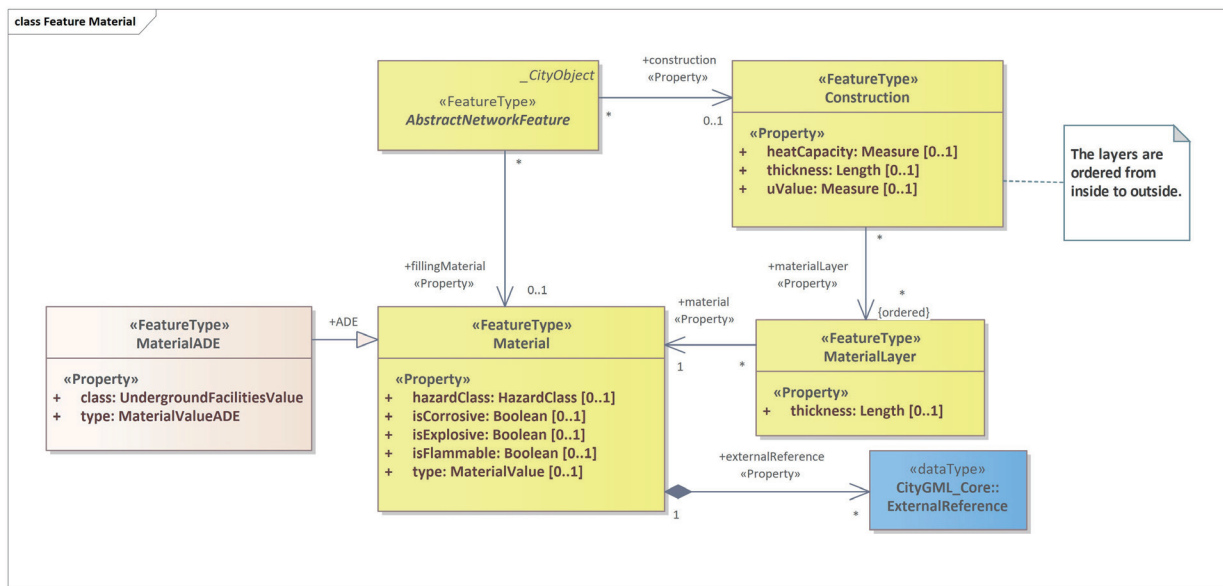 class Feature Material
_CityObject
«FeatureType»
AbstractNetworkFeature
+construction
«Property»
*
0..1
«FeatureType»
Construction
«Property»
+ heatCapacity: Measure [0..1]
+ thickness: Length [0..1]
+ uValue: Measure [0..1]
The layers are
ordered from
inside to outside.
*
+fillingMaterial
«Property»
0..1
*
+materialLayer
«Property»
*
{ordered}
«FeatureType»
MaterialADE
«Property»
+ class: UndergroundFacilitiesValue
+ type: MaterialValueADE
+ADE
«FeatureType»
Material
«Property»
+ hazardClass: HazardClass [0..1]
+ isCorrosive: Boolean [0..1]
+ isExplosive: Boolean [0..1]
+ isFlammable: Boolean [0..1]
+ type: MaterialValue [0..1]
+material
«Property»
1
*
«FeatureType»
MaterialLayer
«Property»
+ thickness: Length [0..1]
+externalReference
«Property»
1
*
«dataType»
CityGML_Core::
ExternalReference